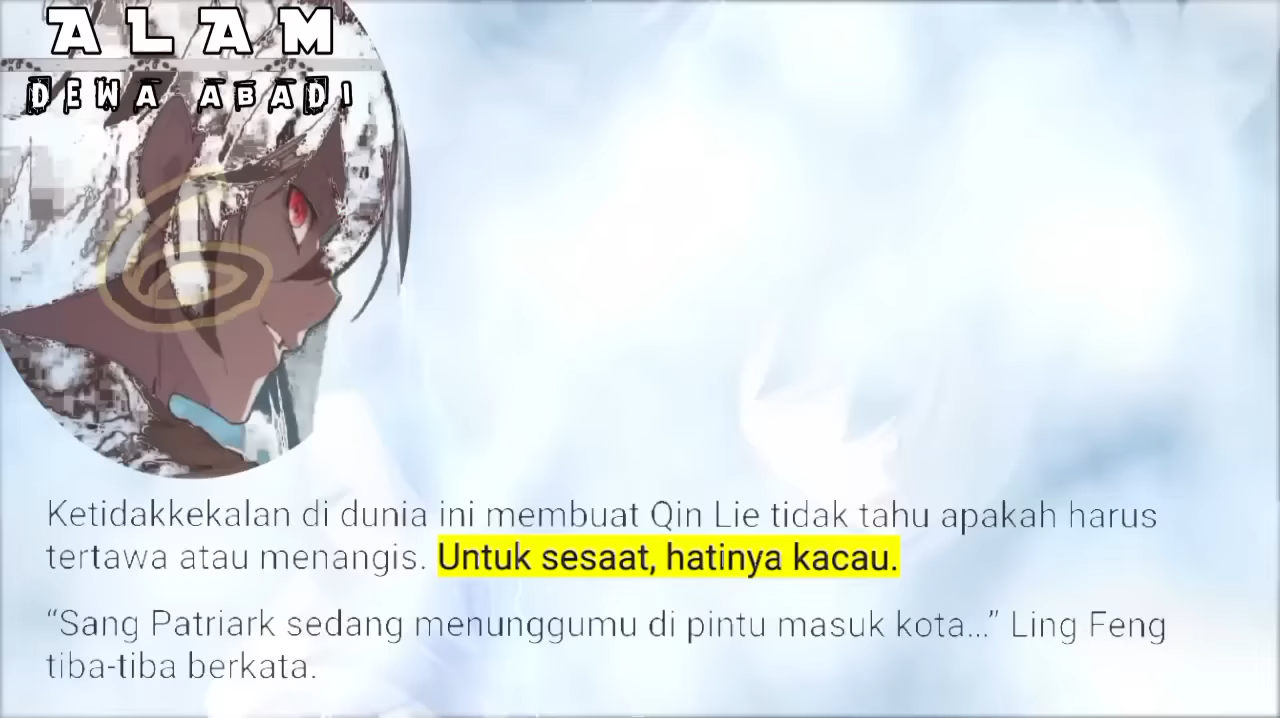 ALAM
DEWA ABADI
Ketidakkekalan di dunia ini membuat Qin Lie tidak tahu apakah harus
tertawa atau menangis. Untuk sesaat, hatinya kacau.
“Sang Patriark sedang menunggumu di pintu masuk kota...” Ling Feng
tiba-tiba berkata.